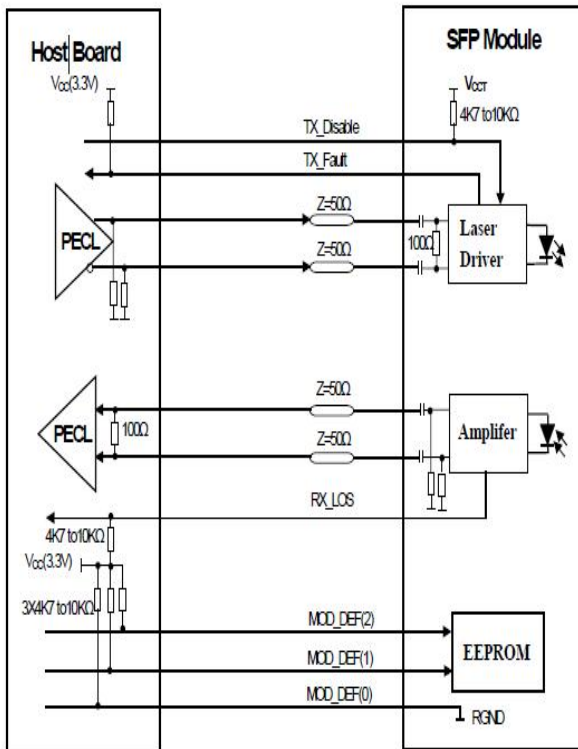 Host Board
SFP Module
VCC(3.3V)
VCCT
4K7 to10KΩ
TX_Disable
TX_Fault
Z=50Ω
PECL
100Ω
Laser
Driver
Z=50Ω
Z=50Ω
PECL
100Ω
Amplifer
Z=50Ω
RX_LOS
4K7 to10KΩ
VCC(3.3V)
3X4K7 to10KΩ
MOD_DEF(2)
EEPROM
MOD_DEF(1)
MOD_DEF(0)
RGND